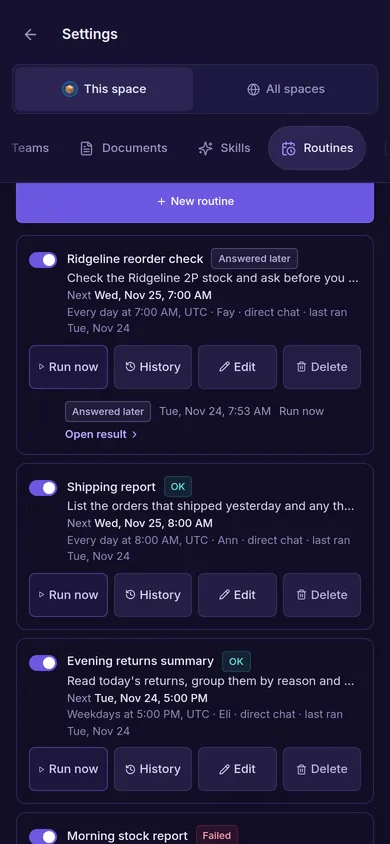 Settings
This space
All spaces
Teams
Documents
Skills
Routines
+ New routine
Ridgeline reorder check
Answered later
Check the Ridgeline 2P stock and ask before you ...
Next Wed, Nov 25, 7:00 AM
Every day at 7:00 AM, UTC · Fay · direct chat · last ran
Tue, Nov 24
Run now
History
Edit
Delete
Answered later
Tue, Nov 24, 7:53 AM
Run now
Open result
Shipping report
OK
List the orders that shipped yesterday and any th...
Next Wed, Nov 25, 8:00 AM
Every day at 8:00 AM, UTC · Ann · direct chat · last ran
Tue, Nov 24
Run now
History
Edit
Delete
Evening returns summary
OK
Read today's returns, group them by reason and ...
Next Tue, Nov 24, 5:00 PM
Weekdays at 5:00 PM, UTC · Eli · direct chat · last ran
Tue, Nov 24
Run now
History
Edit
Delete
Morning stock report
Failed